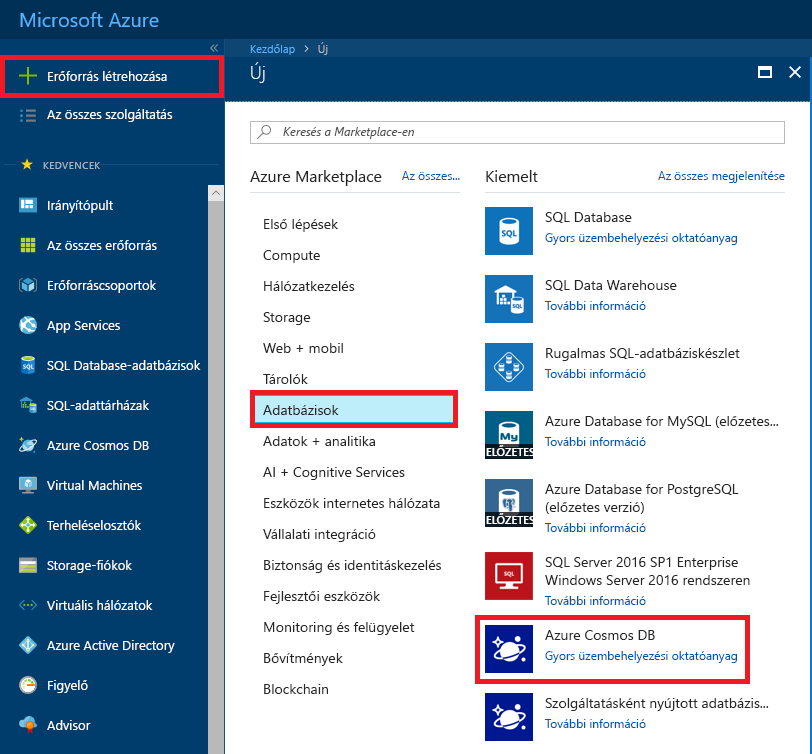 Microsoft Azure
«
Kezdőlap > Új
Új
Erőforrás létrehozása
Az összes szolgáltatás
KEDVENCEK
Irányítópult
Az összes erőforrás
Erőforráscsoportok
App Services
SQL Database-adatbázisok
SQL-adattárházak
Azure Cosmos DB
Virtual Machines
Terheléselosztók
Storage-fiókok
Virtuális hálózatok
Azure Active Directory
Figyelő
Advisor
Keresés a Marketplace-en
Azure Marketplace Az összes...
Első lépések
Compute
Hálózatkezelés
Storage
Web + mobil
Tárolók
Adatbázisok
Adatok + analitika
AI + Cognitive Services
Eszközök internetes hálózata
Vállalati integráció
Biztonság és identitáskezelés
Fejlesztői eszközök
Monitoring és felügyelet
Bővítmények
Blockchain
Kiemelt Az összes megjelenítése
SQL
SQL Database
Gyors üzembehelyezési oktatóanyag
SQL
SQL Data Warehouse
További információ
Rugalmas SQL-adatbáziskészlet
További információ
My
ELŐZETES
Azure Database for MySQL (előzetes...
További információ
ELŐZETES
Azure Database for PostgreSQL
(előzetes verzió)
További információ
SQL
SQL Server 2016 SP1 Enterprise
Windows Server 2016 rendszeren
További információ
Azure Cosmos DB
Gyors üzembehelyezési oktatóanyag
Szolgáltatásként nyújtott adatbázis...
További információ